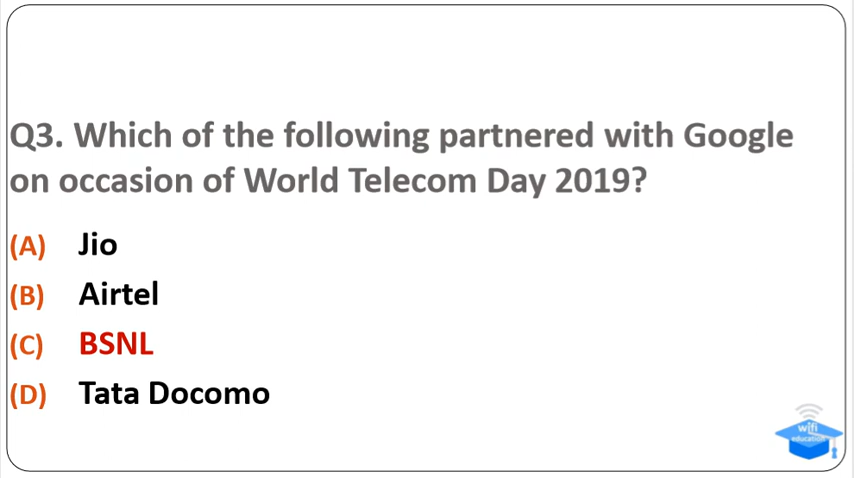 Q3. Which of the following partnered with Google
on occasion of World Telecom Day 2019?
(A) Jio
(B) Airtel
(C) BSNL
(D) Tata Docomo
wifi
education